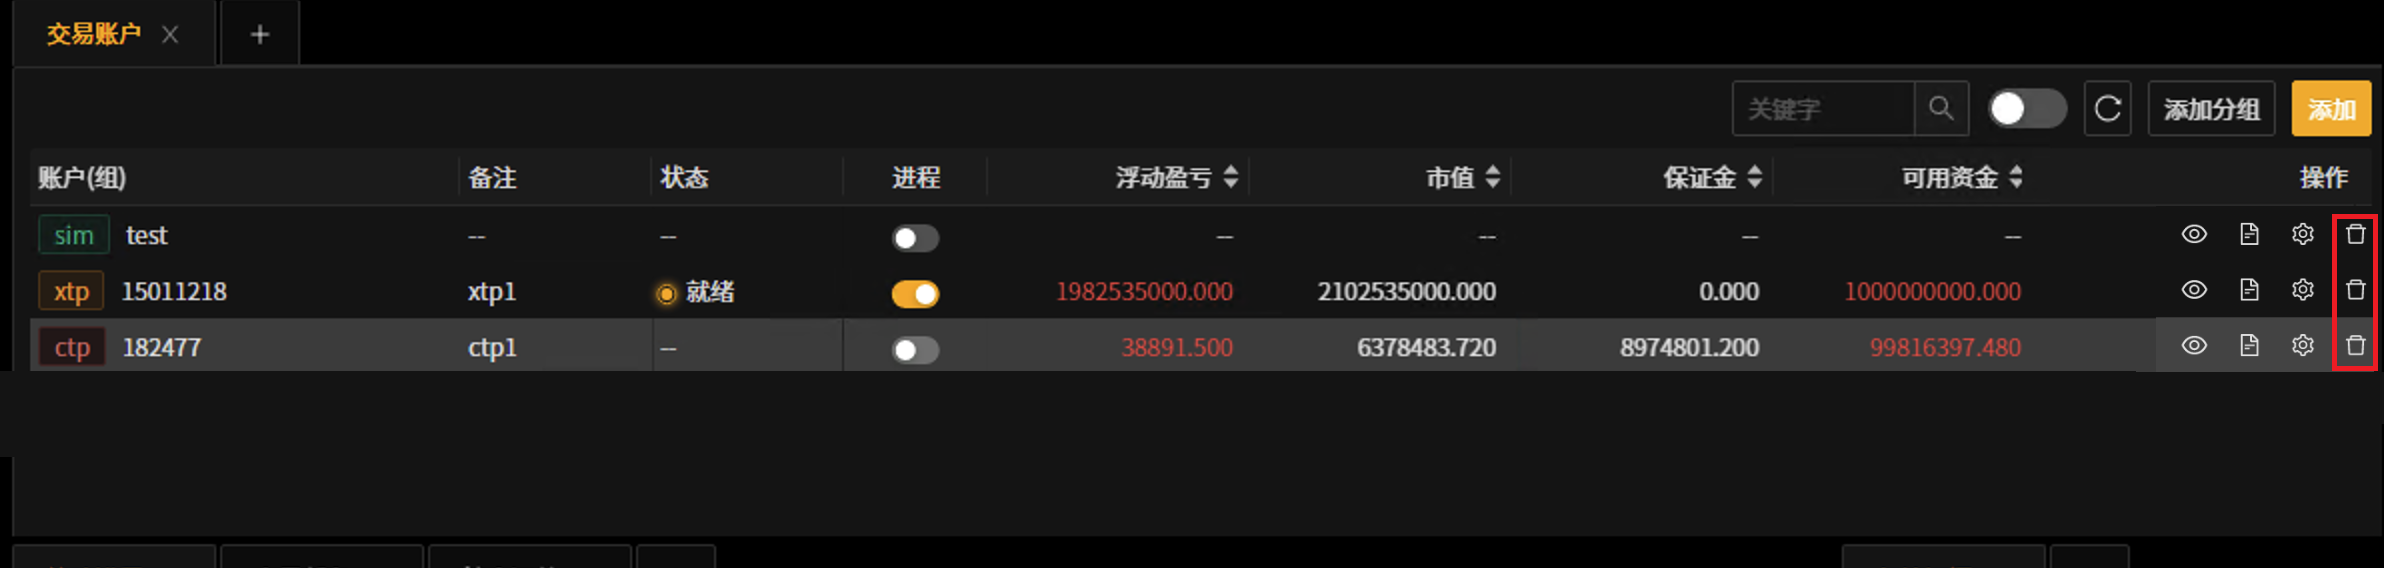 交易账户
关键字 添加分组 添加
账户(组) 备注 状态 进程 浮动盈亏 市值 保证金 可用资金 操作
sim test -- -- -- -- -- --
xtp 15011218 xtp1 就绪 1982535000.000 2102535000.000 0.000 1000000000.000
ctp 182477 ctp1 -- 38891.500 6378483.720 8974801.200 99816397.480